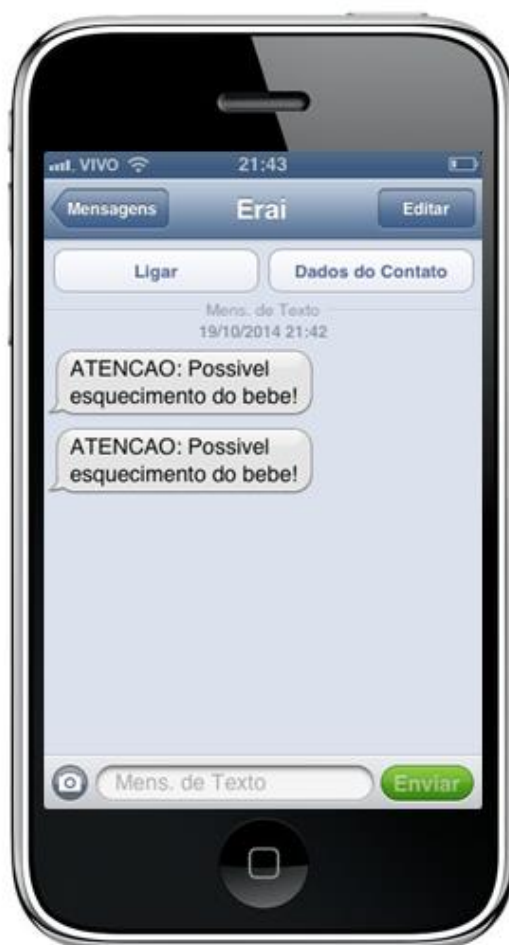 VIVO 21:43
Mensagens Erai Editar
Ligar Dados do Contato
Mens. de Texto
19/10/2014 21:42
ATENCAO: Possivel
esquecimento do bebe!
ATENCAO: Possivel
esquecimento do bebe!
Mens. de Texto Enviar